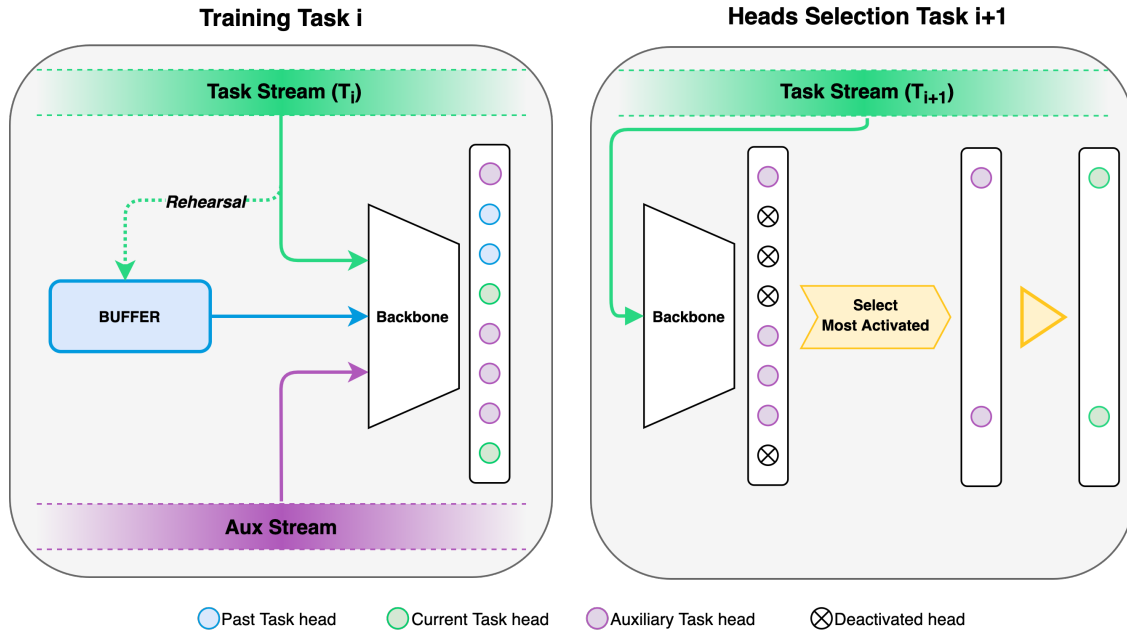 Training Task i
Heads Selection Task i+1
Task Stream (Ti)
Task Stream (Ti+1)
Rehearsal
BUFFER
Backbone
Backbone
Select
Most Activated
Aux Stream
Past Task head
Current Task head
Auxiliary Task head
Deactivated head